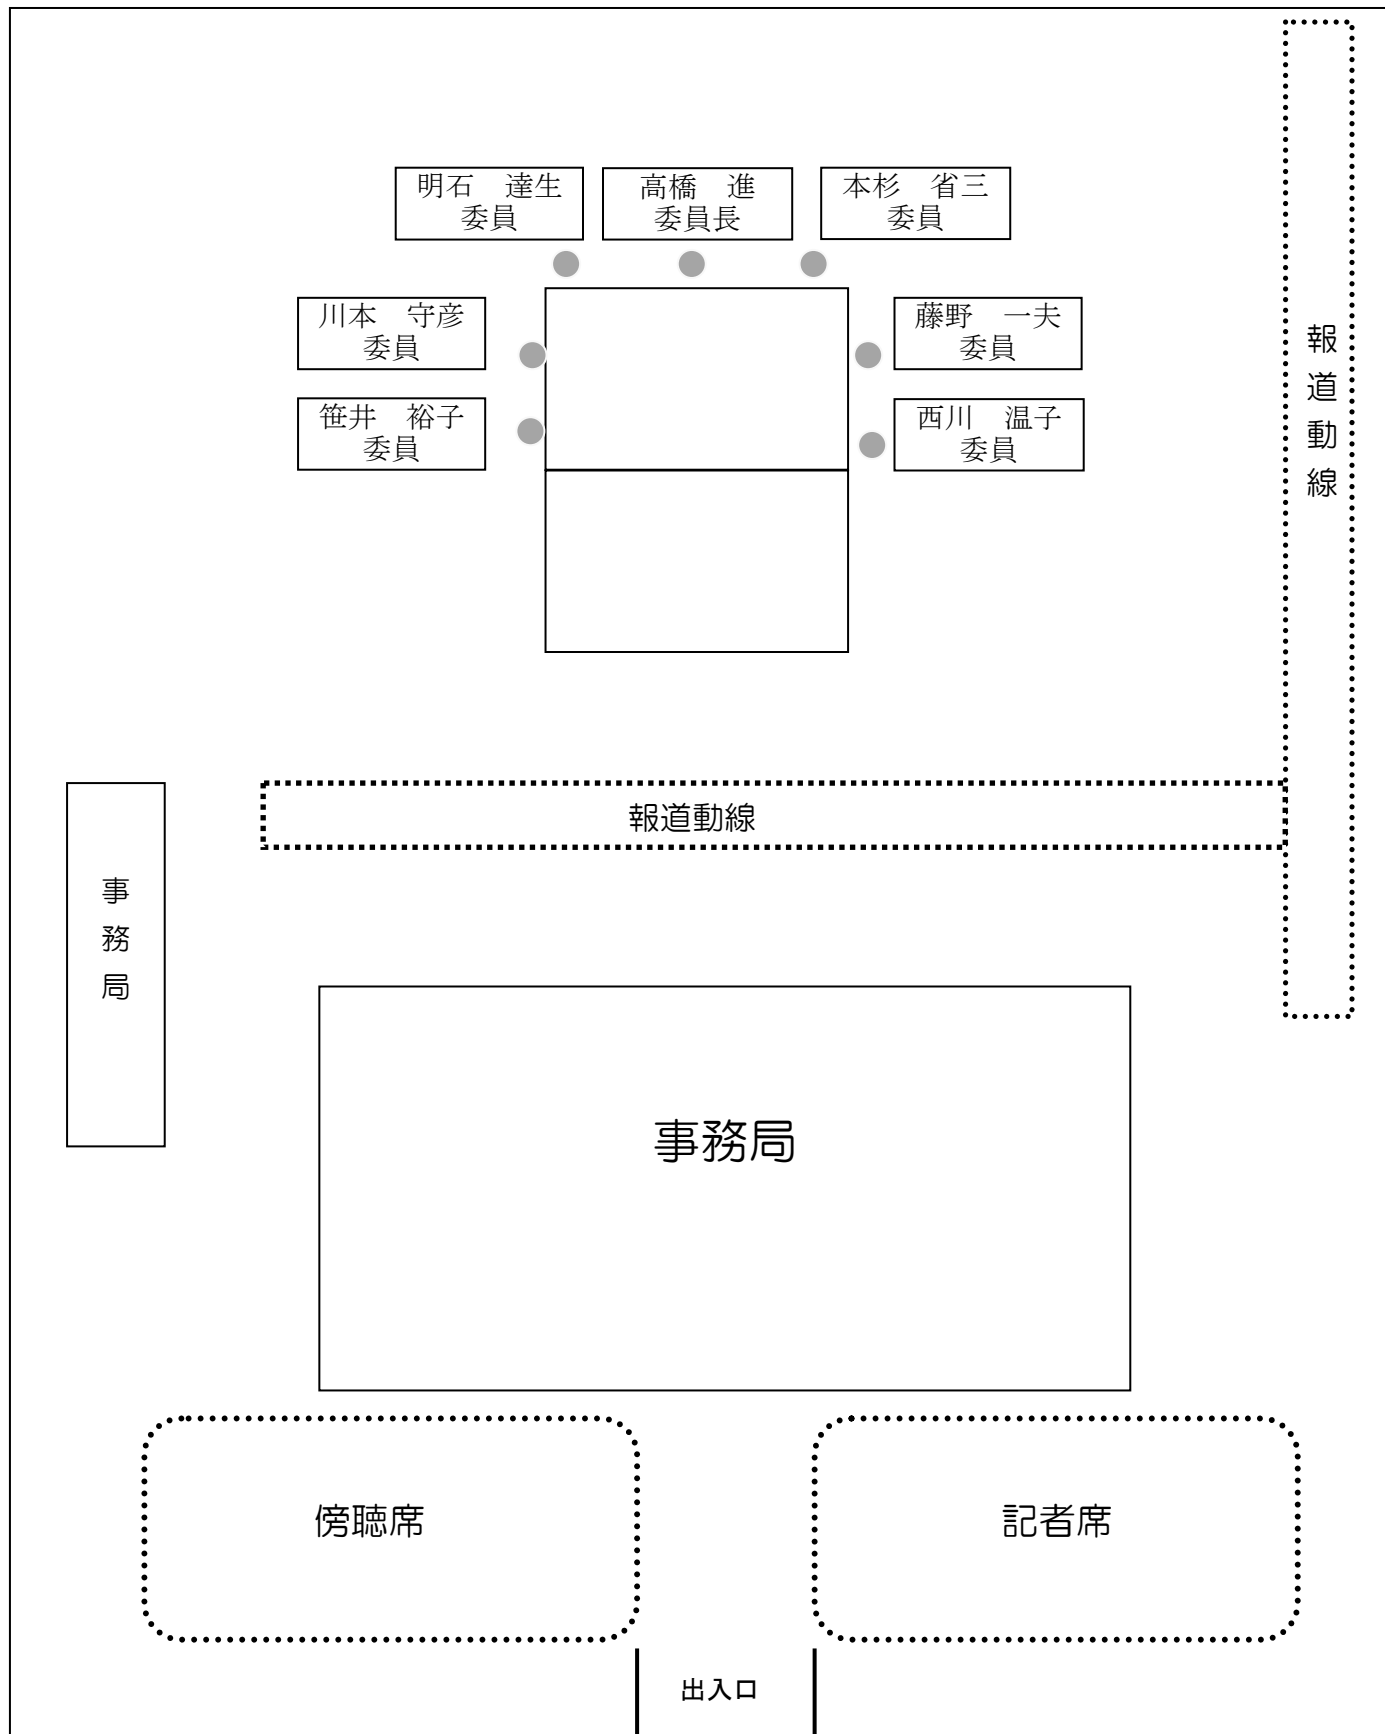 明石　達生
委員
高橋　進
委員長
本杉　省三
委員
川本　守彦
委員
藤野　一夫
委員
笹井　裕子
委員
西川　温子
委員
報道動線
報道動線
事務局
事務局
傍聴席
記者席
出入口